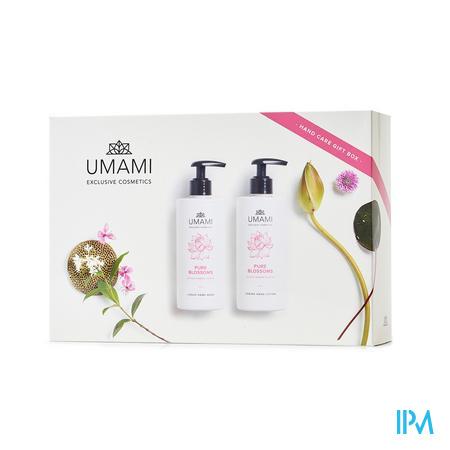 - HAND CARE GIFT BOX -
UMAMI
EXCLUSIVE COSMETICS
UMAMI
PURE
BLOSSOMS
UMAMI
PURE
BLOSSOMS
IPM